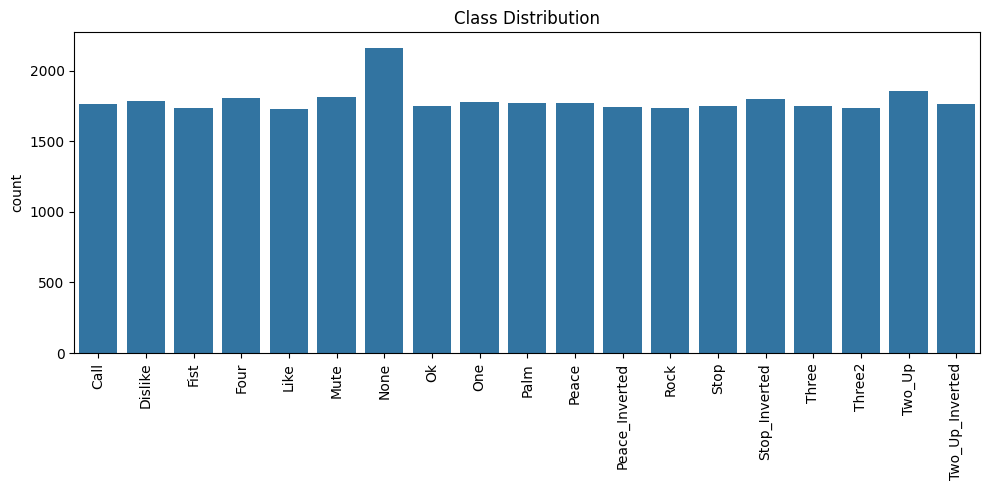 Class Distribution
count
2000
1500
1000
500
0
Call
Dislike
Fist
Four
Like
Mute
None
Ok
One
Palm
Peace
Peace_Inverted
Rock
Stop
Stop_Inverted
Three
Three2
Two_Up
Two_Up_Inverted